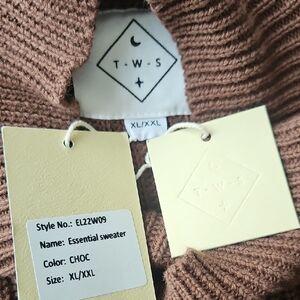 T-W-S
XL/XXL
Style No.: EL22W09
Name: Essential sweater
Color: CHOC
Size: XL/XXL
T-W-S